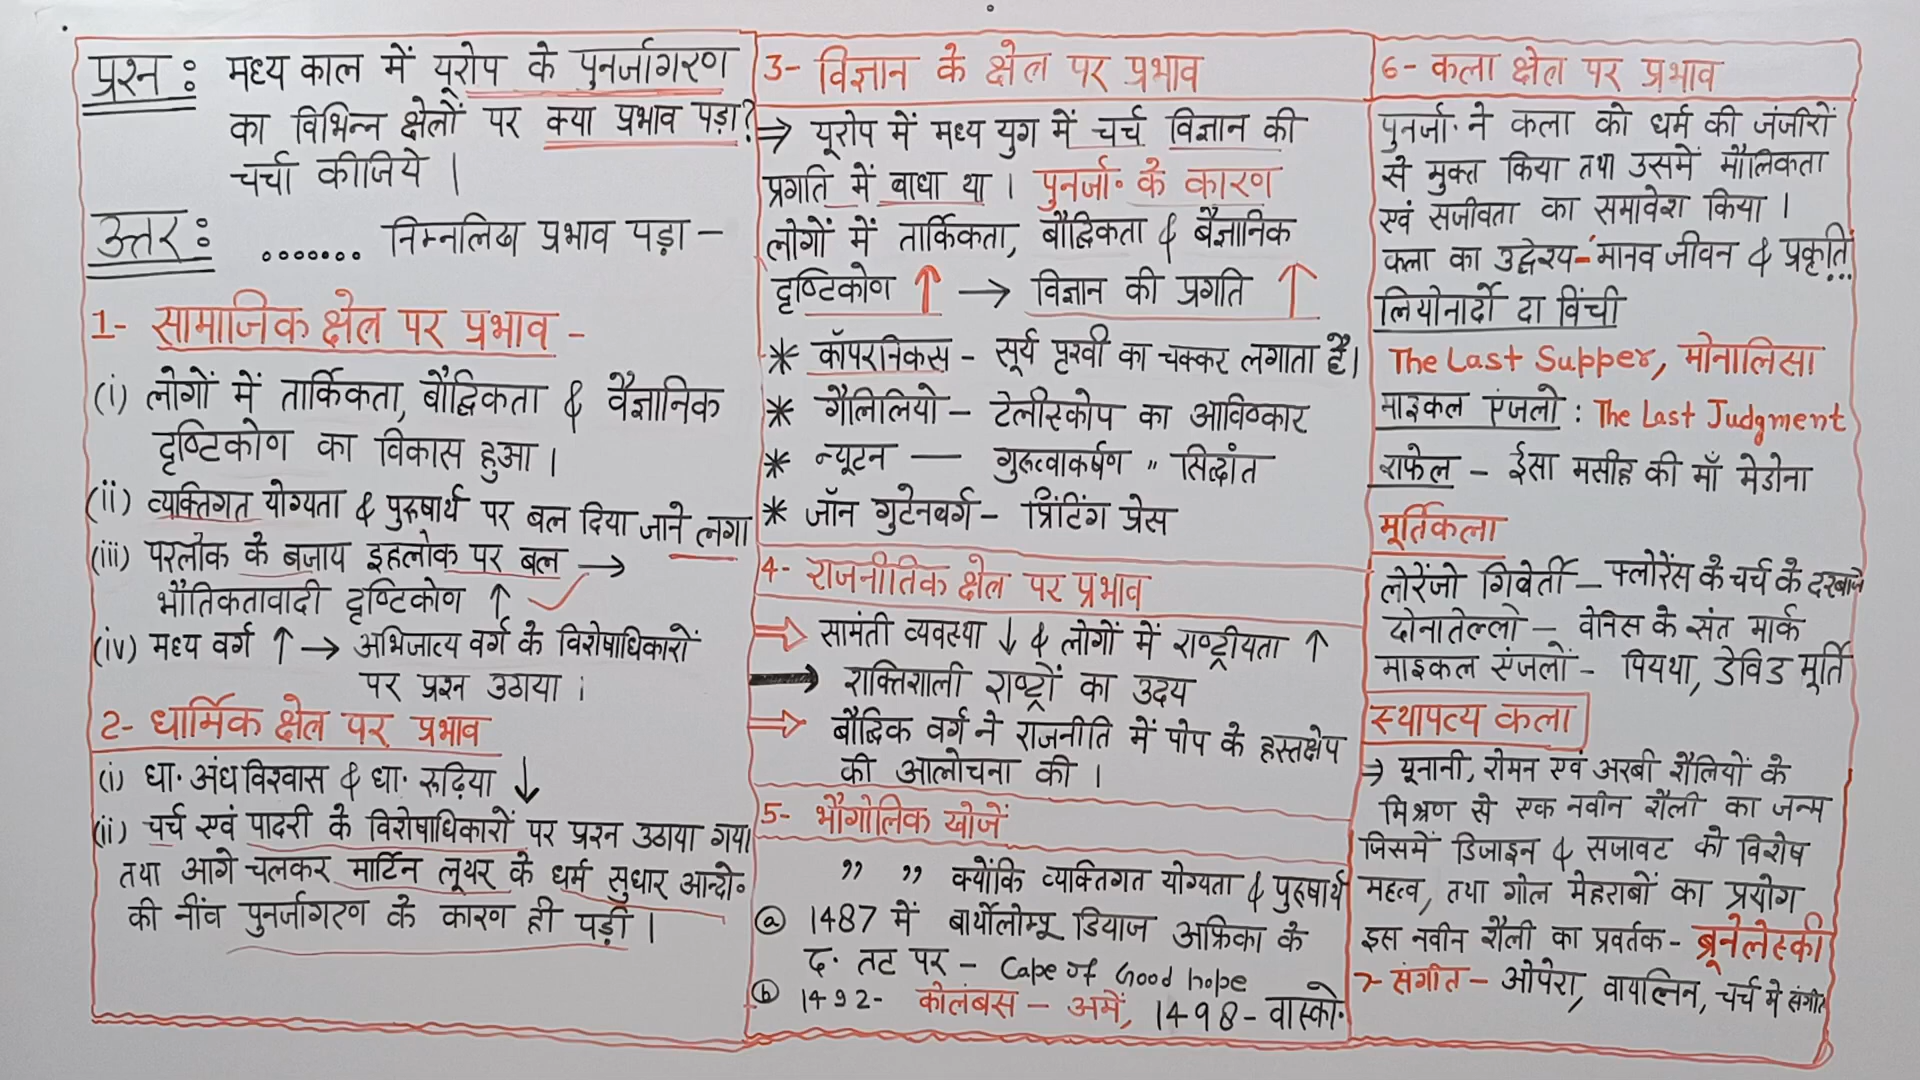 प्रश्न : मध्य काल में यूरोप के पुनर्जागरण
का विभिन्न क्षेत्रों पर क्या प्रभाव पड़ा?
चर्चा कीजिये ।
उत्तर : ....... निम्नलिख प्रभाव पड़ा –
1- सामाजिक क्षेत्र पर प्रभाव -
(i) लोगों में तार्किकता, बौद्धिकता & वैज्ञानिक
दृष्टिकोण का विकास हुआ ।
(ii) व्यक्तिगत योग्यता & पुरूषार्थ पर बल दिया जाने लगा
(iii) परलोक के बजाय इहलोक पर बल →
भौतिकतावादी दृष्टिकोण ↑
(iv) मध्य वर्ग ↑ → अभिजात्य वर्ग के विशेषाधिकारों
पर प्रश्न उठाया ।
2- धार्मिक क्षेत्र पर प्रभाव
(i) धा॰ अंधविश्वास & धा॰ रूढ़िया ↓
(ii) चर्च एवं पादरी के विशेषाधिकारों पर प्रश्न उठाया गया
तथा आगे चलकर मार्टिन लूथर के धर्म सुधार आन्दो॰
की नींव पुनर्जागरण के कारण ही पड़ी ।
3- विज्ञान के क्षेत्र पर प्रभाव
⇒ यूरोप में मध्य युग में चर्च विज्ञान की
प्रगति में बाधा था । पुनर्जा॰ के कारण
लोगों में तार्किकता, बौद्धिकता & वैज्ञानिक
दृष्टिकोण ↑ → विज्ञान की प्रगति ↑
* कॉपरनिकस – सूर्य पृथ्वी का चक्कर लगाता है।
* गैलिलियो – टेलीस्कोप का आविष्कार
* न्यूटन — गुरूत्वाकर्षण " सिद्धांत
* जॉन गुटेनबर्ग – प्रिंटिंग प्रेस
4- राजनीतिक क्षेत्र पर प्रभाव
⇒ सामंती व्यवस्था ↓ & लोगों में राष्ट्रीयता ↑
→ शक्तिशाली राष्ट्रों का उदय
⇒ बौद्धिक वर्ग ने राजनीति में पोप के हस्तक्षेप
की आलोचना की ।
5- भौगोलिक खोजें
" " क्योंकि व्यक्तिगत योग्यता & पुरूषार्थ
(a) 1487 में बार्थोलोम्यू डियाज अफ्रिका के
द॰ तट पर – Cape of Good hope
(b) 1492- कोलंबस – अमें, 1498- वास्को॰
6- कला क्षेत्र पर प्रभाव
पुनर्जा॰ ने कला को धर्म की जंजीरों
से मुक्त किया तथा उसमें मौलिकता
एवं सजीवता का समावेश किया ।
कला का उद्देश्य – मानव जीवन & प्रकृति...
लियोनार्दो दा विंची
The Last Supper, मोनालिसा
माइकल एंजलो : The Last Judgment
राफेल – ईसा मसीह की माँ मेडोना
मूर्तिकला
लोरेंजो गिबेर्ती – फ्लोरेंस के चर्च के दरबाजे
दोनातेल्लो – वेनिस के संत मार्क
माइकल एंजलों – पियथा, डेविड मूर्ति
स्थापत्य कला
⇒ यूनानी, रोमन एवं अरबी शैलियों के
मिश्रण से एक नवीन शैली का जन्म
जिसमें डिजाइन & सजावट को विशेष
महत्व, तथा गोल मेहराबों का प्रयोग
इस नवीन शैली का प्रवर्तक – ब्रूनेलेस्की
7- संगीत – ओपेरा, वायलिन, चर्च मे संगीत